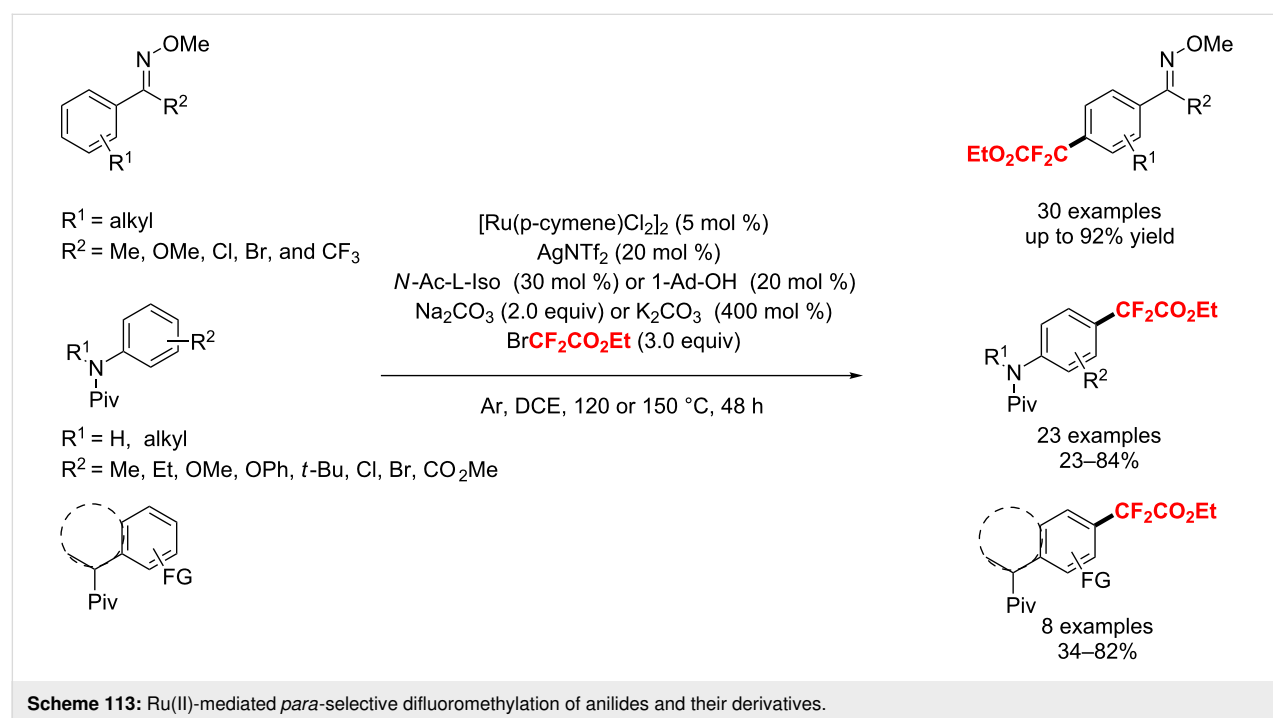 N
OMe
R2
R1
R1 = alkyl
R2 = Me, OMe, Cl, Br, and CF3
R1
N
R2
Piv
R1 = H, alkyl
R2 = Me, Et, OMe, OPh, t-Bu, Cl, Br, CO2Me
FG
Piv
[Ru(p-cymene)Cl2]2 (5 mol %)
AgNTf2 (20 mol %)
N-Ac-L-Iso (30 mol %) or 1-Ad-OH (20 mol %)
Na2CO3 (2.0 equiv) or K2CO3 (400 mol %)
BrCF2CO2Et (3.0 equiv)
Ar, DCE, 120 or 150 °C, 48 h
N
OMe
R2
EtO2CF2C
R1
30 examples
up to 92% yield
CF2CO2Et
R1
N
R2
Piv
23 examples
23–84%
CF2CO2Et
FG
Piv
8 examples
34–82%
Scheme 113: Ru(II)-mediated para-selective difluoromethylation of anilides and their derivatives.